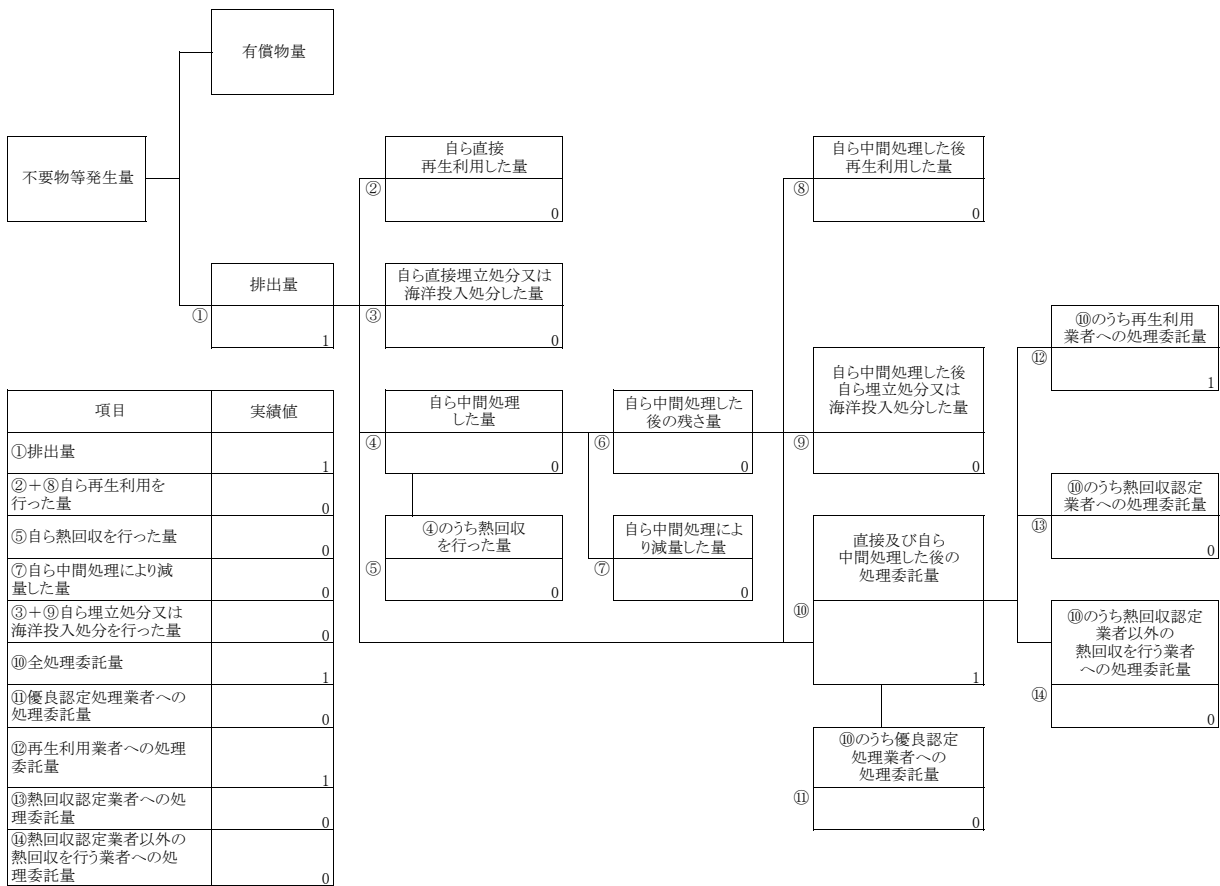 有償物量
不要物等発生量
自ら直接
再生利用した量
②
0
自ら中間処理した後
再生利用した量
⑧
0
排出量
①
1
自ら直接埋立処分又は
海洋投入処分した量
③
0
⑩のうち再生利用
業者への処理委託量
⑫
1
自ら中間処理
した量
④
0
自ら中間処理した
後の残さ量
⑥
0
自ら中間処理した後
自ら埋立処分又は
海洋投入処分した量
⑨
0
⑩のうち熱回収認定
業者への処理委託量
⑬
0
④のうち熱回収
を行った量
⑤
0
自ら中間処理によ
り減量した量
⑦
0
直接及び自ら
中間処理した後の
処理委託量
⑩
1
⑩のうち熱回収認定
業者以外の
熱回収を行う業者
への処理委託量
⑭
0
⑩のうち優良認定
処理業者への
処理委託量
⑪
0
項目 実績値
①排出量
1
②＋⑧自ら再生利用を
行った量
0
⑤自ら熱回収を行った量
0
⑦自ら中間処理により減
量した量
0
③＋⑨自ら埋立処分又は
海洋投入処分を行った量
0
⑩全処理委託量
1
⑪優良認定処理業者への
処理委託量
0
⑫再生利用業者への処理
委託量
1
⑬熱回収認定業者への処
理委託量
0
⑭熱回収認定業者以外の
熱回収を行う業者への処
理委託量
0